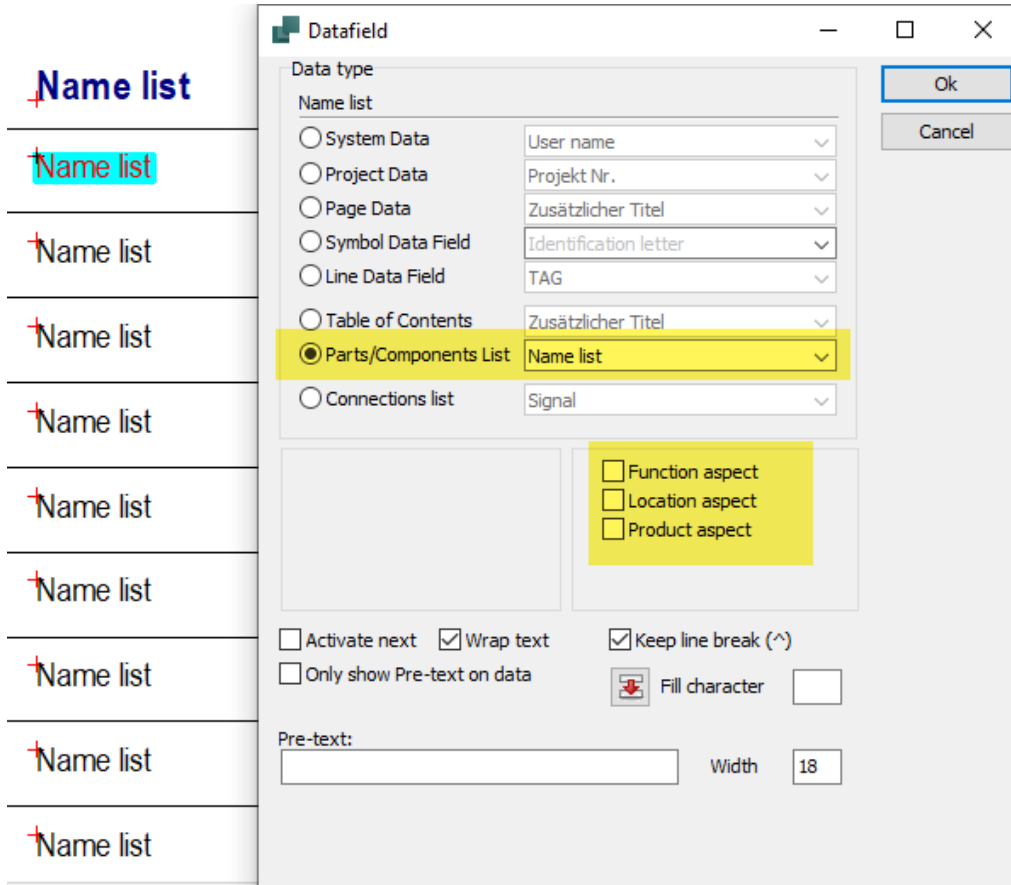 Name list
Name list
Name list
Name list
Name list
Name list
Name list
Name list
Name list
Name list
Datafield
Data type
Name list
System Data User name
Project Data Projekt Nr.
Page Data Zusätzlicher Titel
Symbol Data Field Identification letter
Line Data Field TAG
Table of Contents Zusätzlicher Titel
Parts/Components List Name list
Connections list Signal
Function aspect
Location aspect
Product aspect
Activate next Wrap text Keep line break (^)
Only show Pre-text on data Fill character
Pre-text:
Width 18
Ok
Cancel